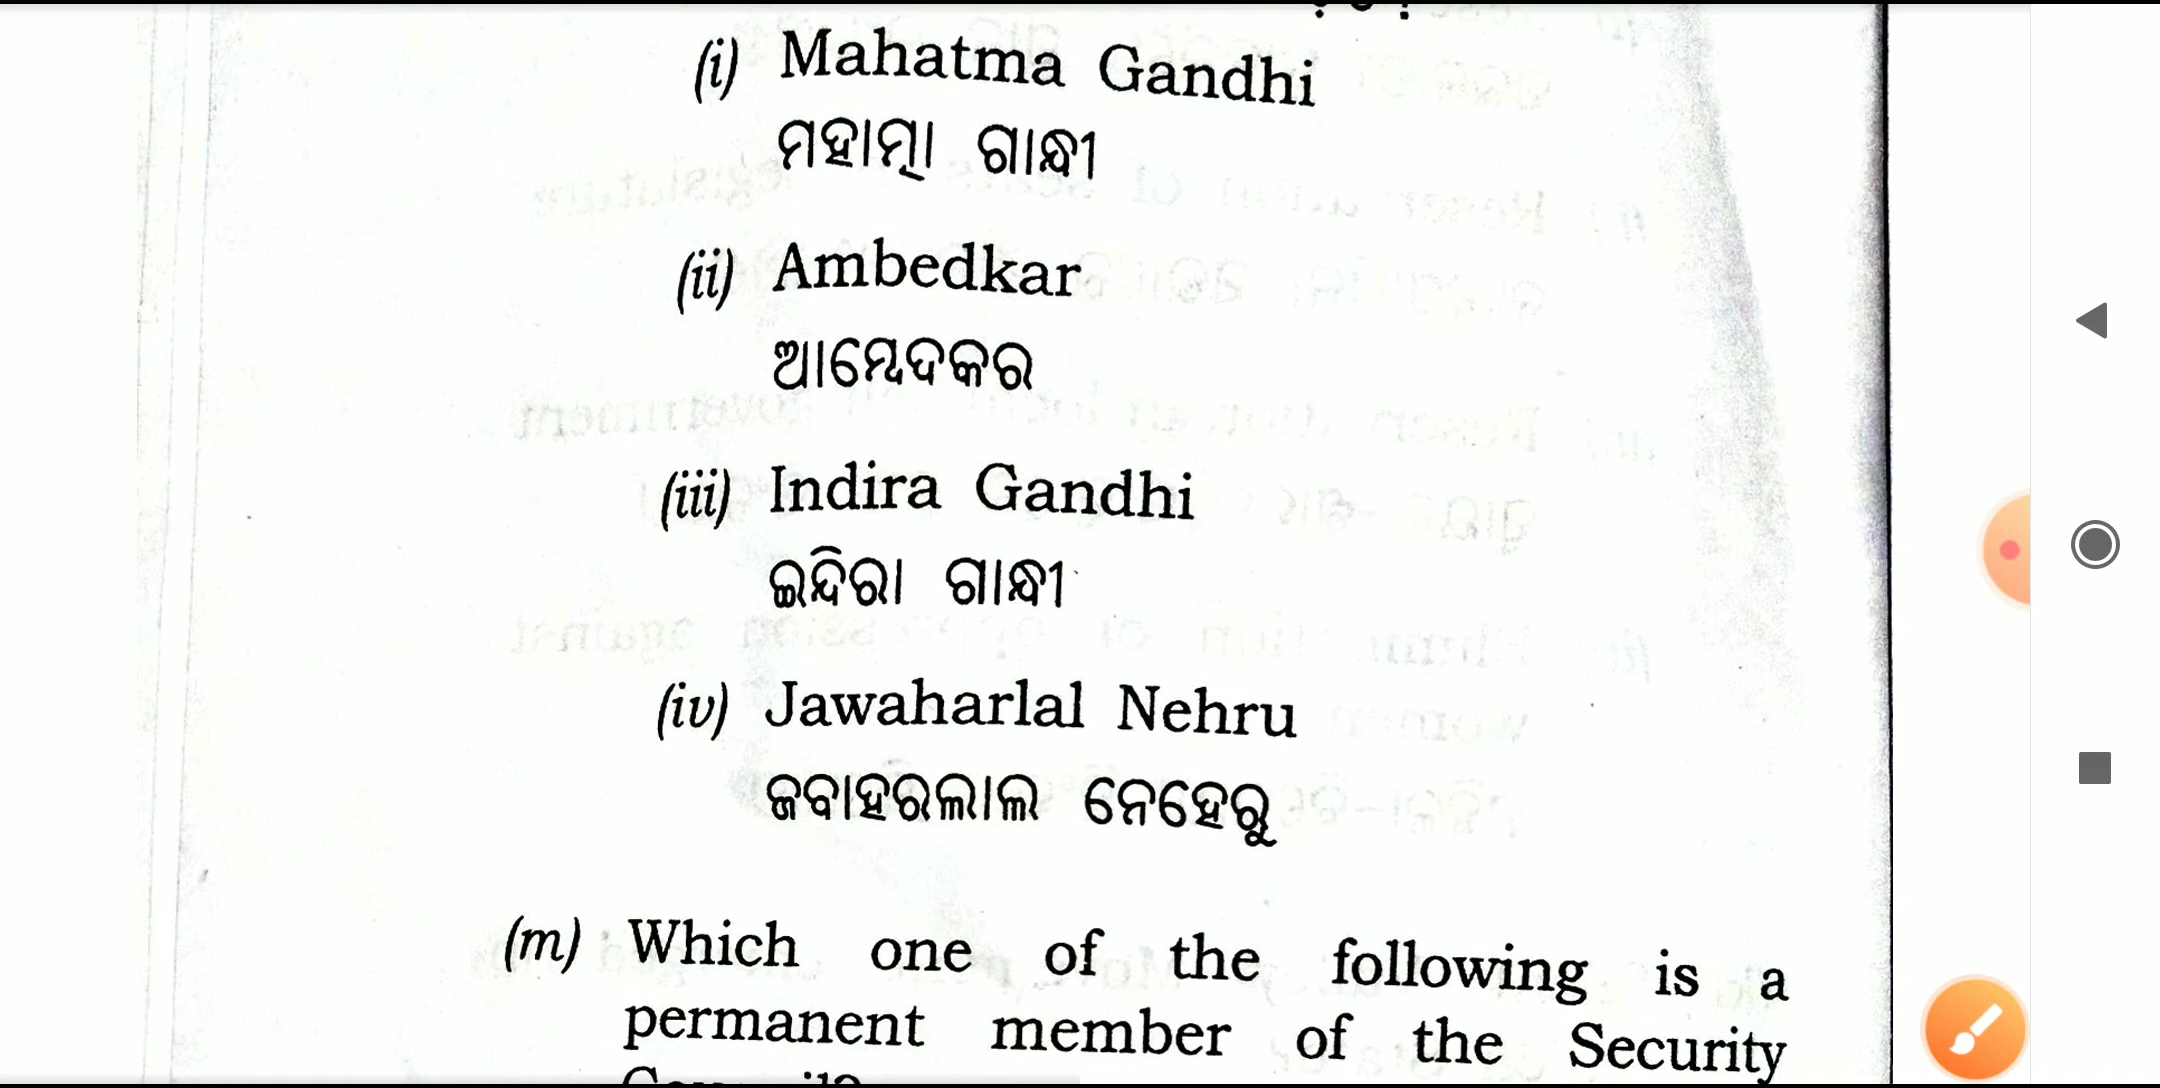 (i) Mahatma Gandhi
ମହାତ୍ମା ଗାନ୍ଧୀ
(ii) Ambedkar
ଆମ୍ବେଦକର
(iii) Indira Gandhi
ଇନ୍ଦିରା ଗାନ୍ଧୀ
(iv) Jawaharlal Nehru
ଜବାହରଲାଲ ନେହେରୁ
(m) Which one of the following is a
permanent member of the Security